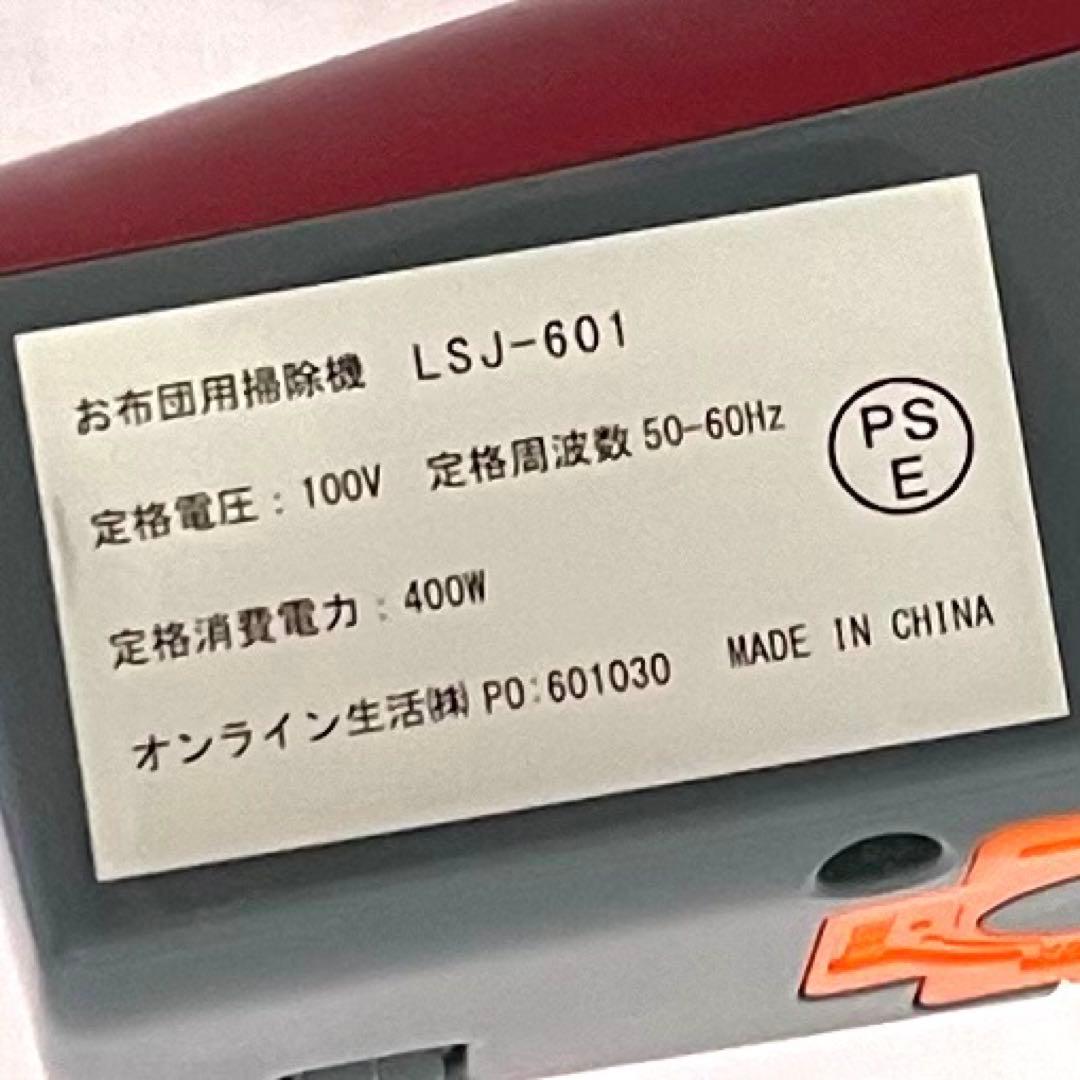 お布団用掃除機 LSJ-601
定格電圧：100V 定格周波数 50-60Hz
PS
E
定格消費電力：400W
オンライン生活㈱ PO:601030 MADE IN CHINA